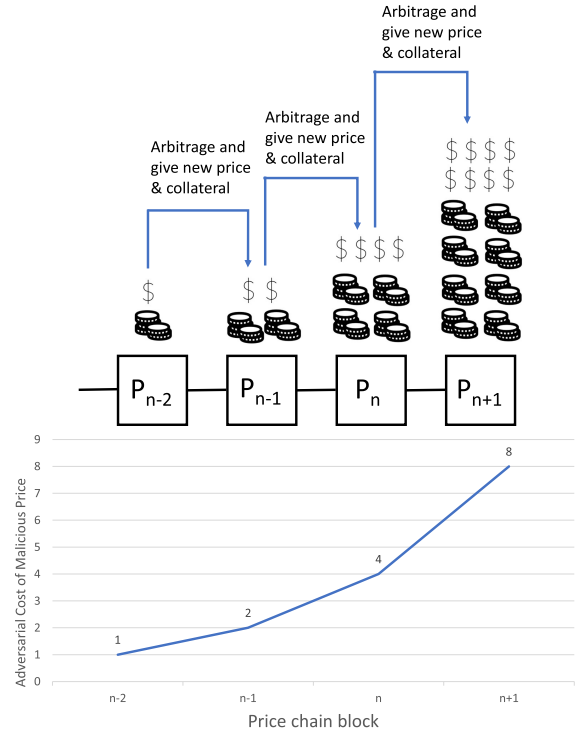 Arbitrage and
give new price
& collateral
Arbitrage and
give new price
& collateral
Arbitrage and
give new price
& collateral
$ $ $ $
$ $ $ $
$ $ $ $
$ $
$
Pn-2
Pn-1
Pn
Pn+1
Adversarial Cost of Malicious Price
9
8
7
6
5
4
3
2
1
0
1
2
4
8
n-2
n-1
n
n+1
Price chain block